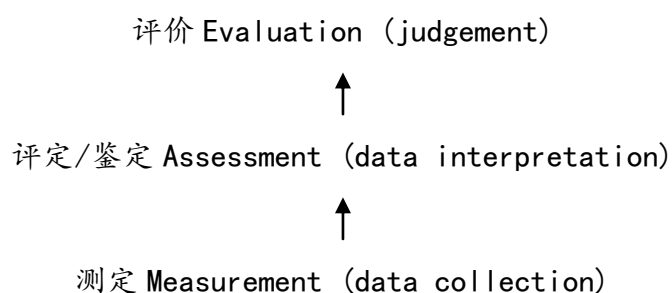 评价 Evaluation (judgement)
评定/鉴定 Assessment (data interpretation)
测定 Measurement (data collection)